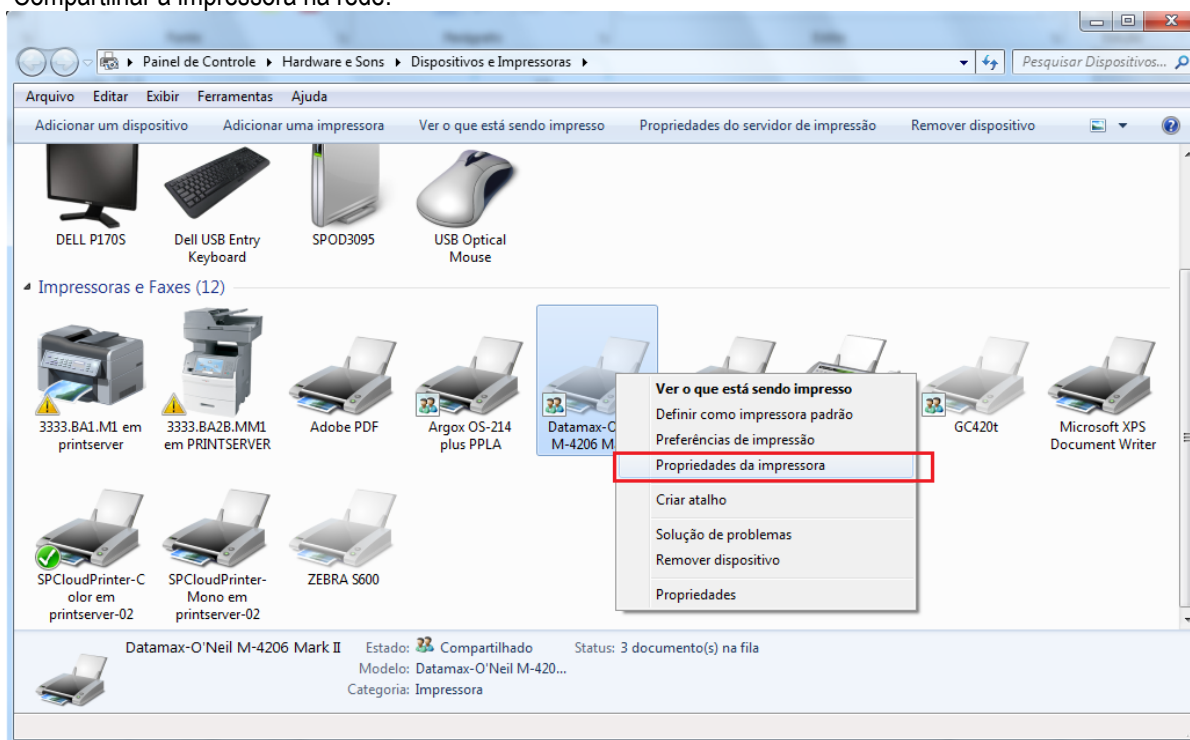 Compartilhar a impressora na rede:
Painel de Controle
Hardware e Sons
Dispositivos e Impressoras
Pesquisar Dispositivos...
Arquivo Editar Exibir Ferramentas Ajuda
Adicionar um dispositivo Adicionar uma impressora Ver o que está sendo impresso Propriedades do servidor de impressão Remover dispositivo
DELL P170S
Dell USB Entry
Keyboard
SPOD3095
USB Optical
Mouse
Impressoras e Faxes (12)
3333.BA1.M1 em
printserver
3333.BA2B.MM1
em PRINTSERVER
Adobe PDF
Argox OS-214
plus PPLA
Datamax-O
M-4206 M
GC420t
Microsoft XPS
Document Writer
Ver o que está sendo impresso
Definir como impressora padrão
Preferências de impressão
Propriedades da impressora
Criar atalho
Solução de problemas
Remover dispositivo
Propriedades
SPCloudPrinter-C
olor em
printserver-02
SPCloudPrinter-
Mono em
printserver-02
ZEBRA S600
Datamax-O'Neil M-4206 Mark II Estado: Compartilhado Status: 3 documento(s) na fila
Modelo: Datamax-O'Neil M-420...
Categoria: Impressora